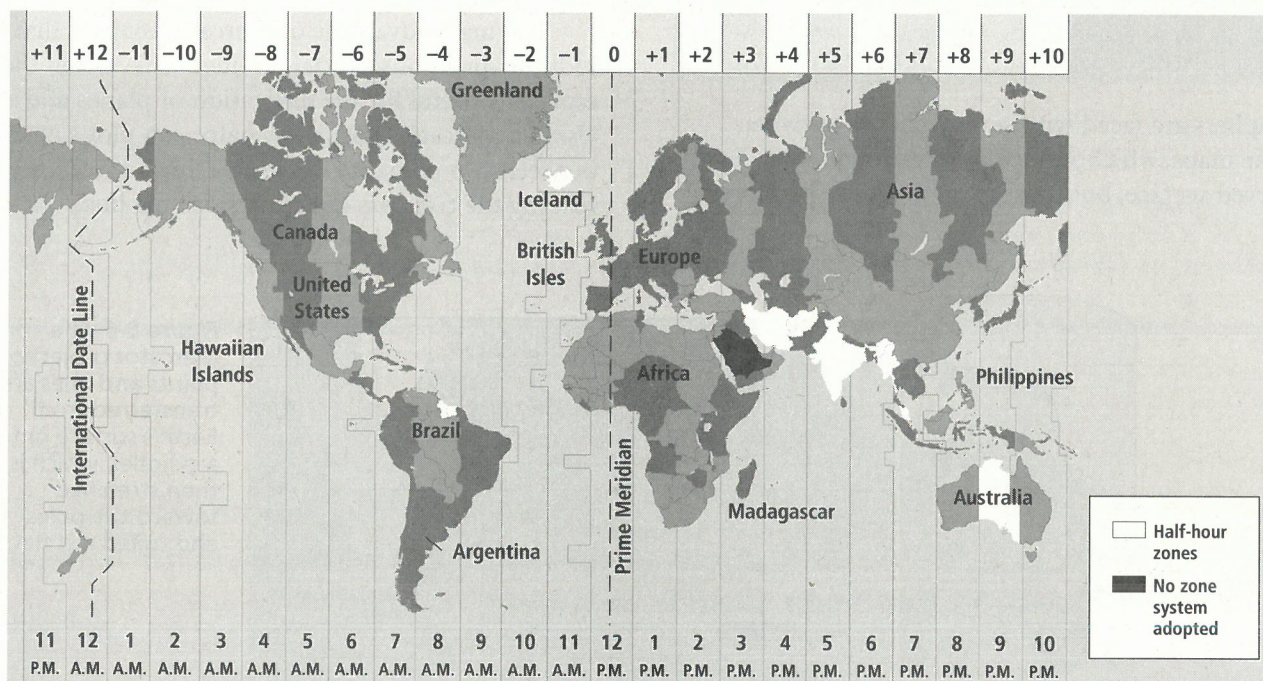 +11 +12 −11 −10 −9 −8 −7 −6 −5 −4 −3 −2 −1 0 +1 +2 +3 +4 +5 +6 +7 +8 +9 +10
Greenland
Iceland
Asia
Canada
British
Isles
Europe
United
States
International Date Line
Hawaiian
Islands
Africa
Philippines
Brazil
Prime Meridian
Madagascar
Australia
Argentina
Half-hour
zones
No zone
system
adopted
11 12 1 2 3 4 5 6 7 8 9 10 11 12 1 2 3 4 5 6 7 8 9 10
P.M. A.M. A.M. A.M. A.M. A.M. A.M. A.M. A.M. A.M. A.M. A.M. A.M. P.M. P.M. P.M. P.M. P.M. P.M. P.M. P.M. P.M. P.M. P.M.